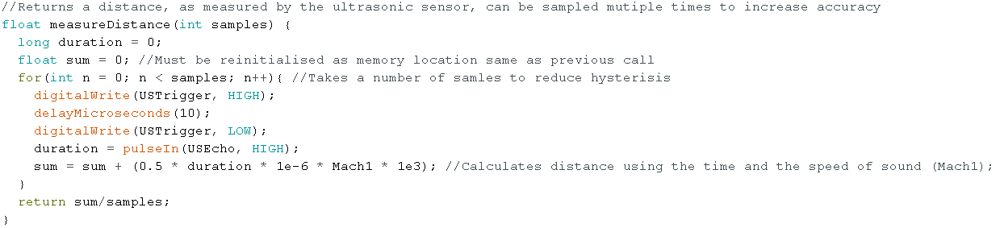 //Returns a distance, as measured by the ultrasonic sensor, can be sampled mutiple times to increase accuracy
float measureDistance(int samples) {
  long duration = 0;
  float sum = 0; //Must be reinitialised as memory location same as previous call
  for(int n = 0; n < samples; n++){ //Takes a number of samles to reduce hysterisis
    digitalWrite(USTrigger, HIGH);
    delayMicroseconds(10);
    digitalWrite(USTrigger, LOW);
    duration = pulseIn(USEcho, HIGH);
    sum = sum + (0.5 * duration * 1e-6 * Mach1 * 1e3); //Calculates distance using the time and the speed of sound (Mach1);
  }
  return sum/samples;
}